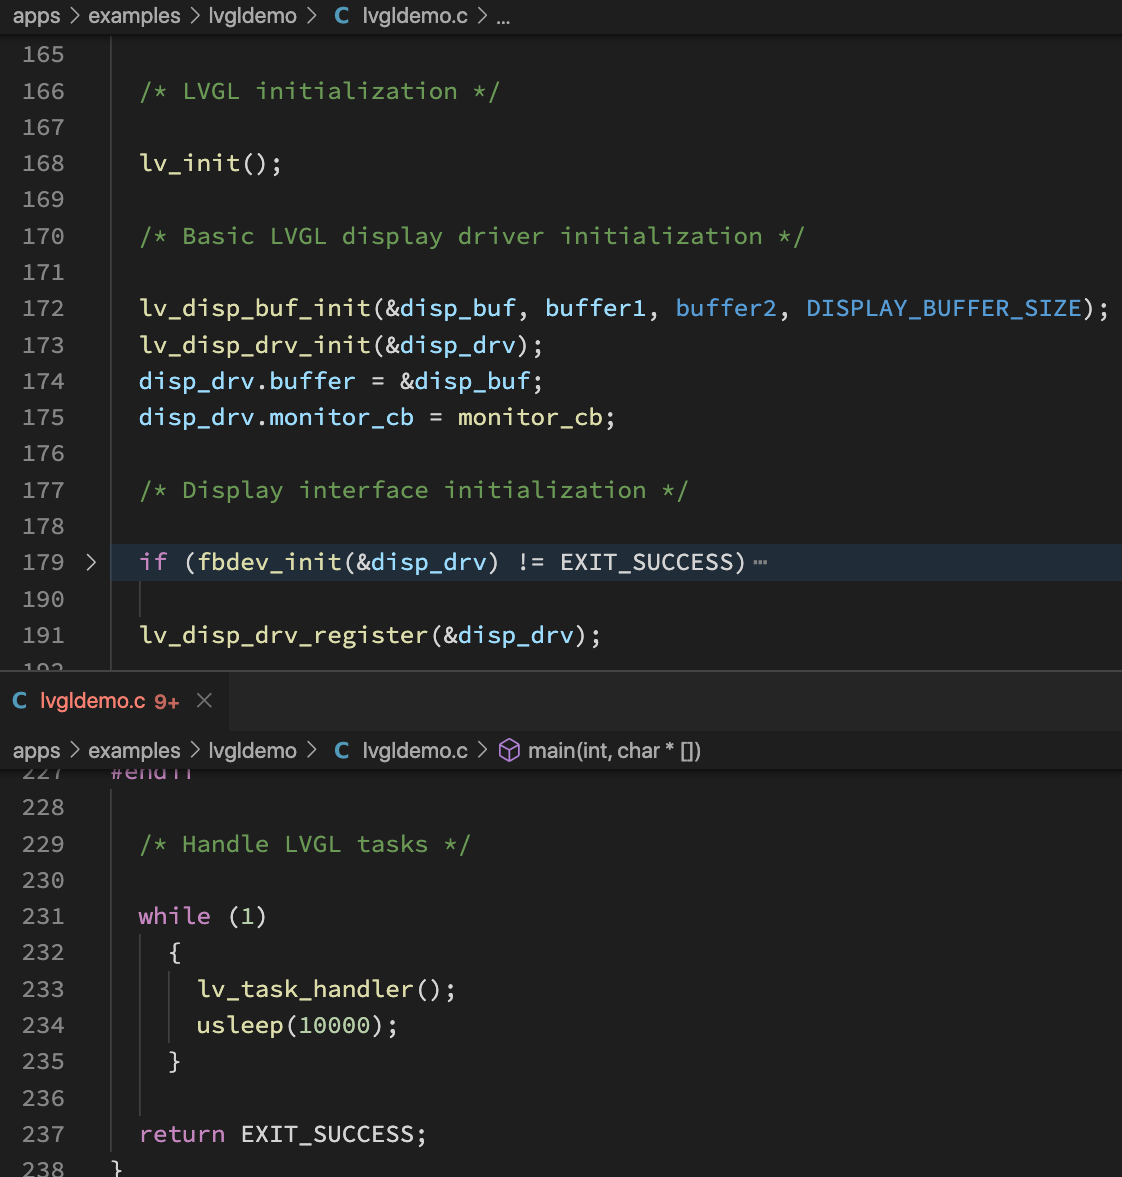 apps > examples > lvgldemo > C lvgldemo.c > ...
165
166 /* LVGL initialization */
167
168 lv_init();
169
170 /* Basic LVGL display driver initialization */
171
172 lv_disp_buf_init(&disp_buf, buffer1, buffer2, DISPLAY_BUFFER_SIZE);
173 lv_disp_drv_init(&disp_drv);
174 disp_drv.buffer = &disp_buf;
175 disp_drv.monitor_cb = monitor_cb;
176
177 /* Display interface initialization */
178
179 > if (fbdev_init(&disp_drv) != EXIT_SUCCESS) ...
190
191 lv_disp_drv_register(&disp_drv);
192
C lvgldemo.c 9+ ×
apps > examples > lvgldemo > C lvgldemo.c > main(int, char * [])
227 #endif
228
229 /* Handle LVGL tasks */
230
231 while (1)
232 {
233 lv_task_handler();
234 usleep(10000);
235 }
236
237 return EXIT_SUCCESS;
238 }